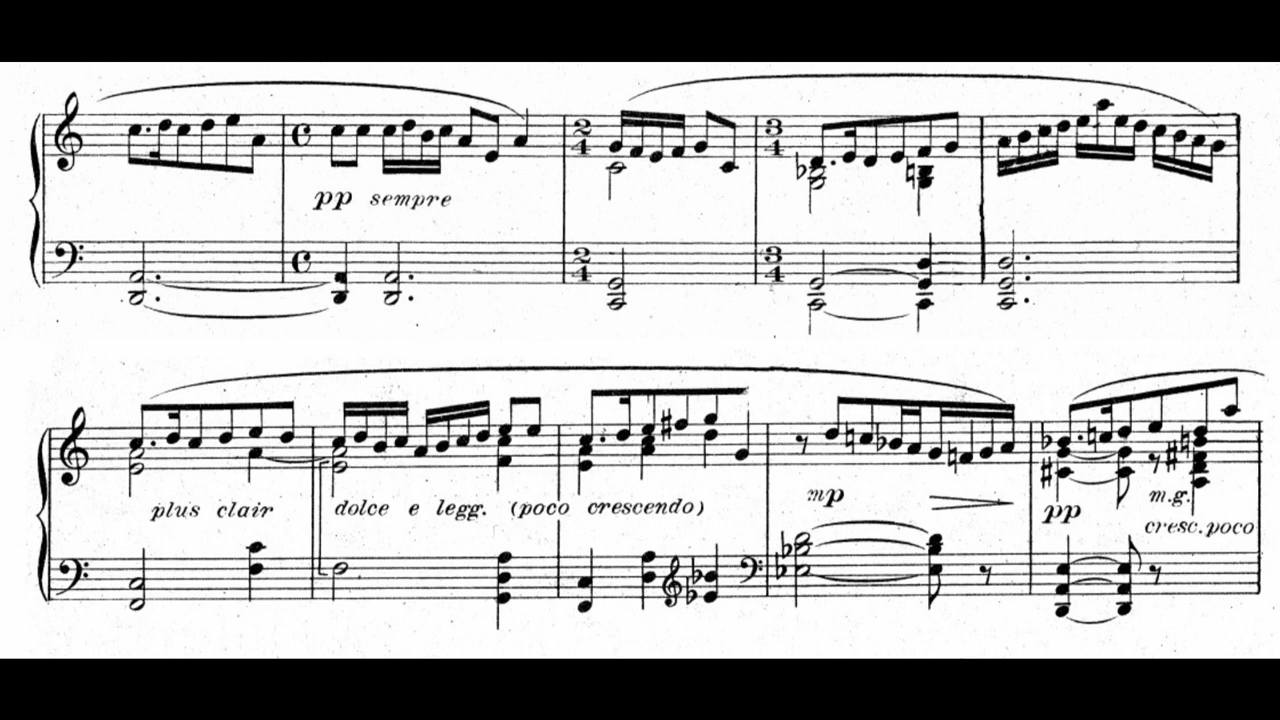 pp sempre
plus clair dolce e legg. (poco crescendo)
mp
pp
m.g.
cresc. poco